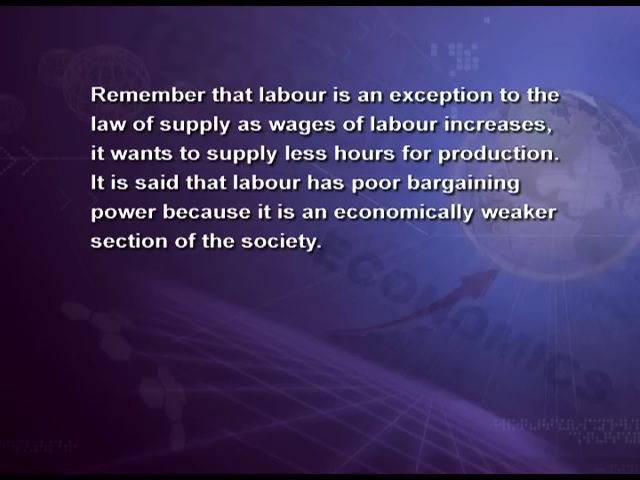 Remember that labour is an exception to the
law of supply as wages of labour increases,
it wants to supply less hours for production.
It is said that labour has poor bargaining
power because it is an economically weaker
section of the society.
ECONOMICS